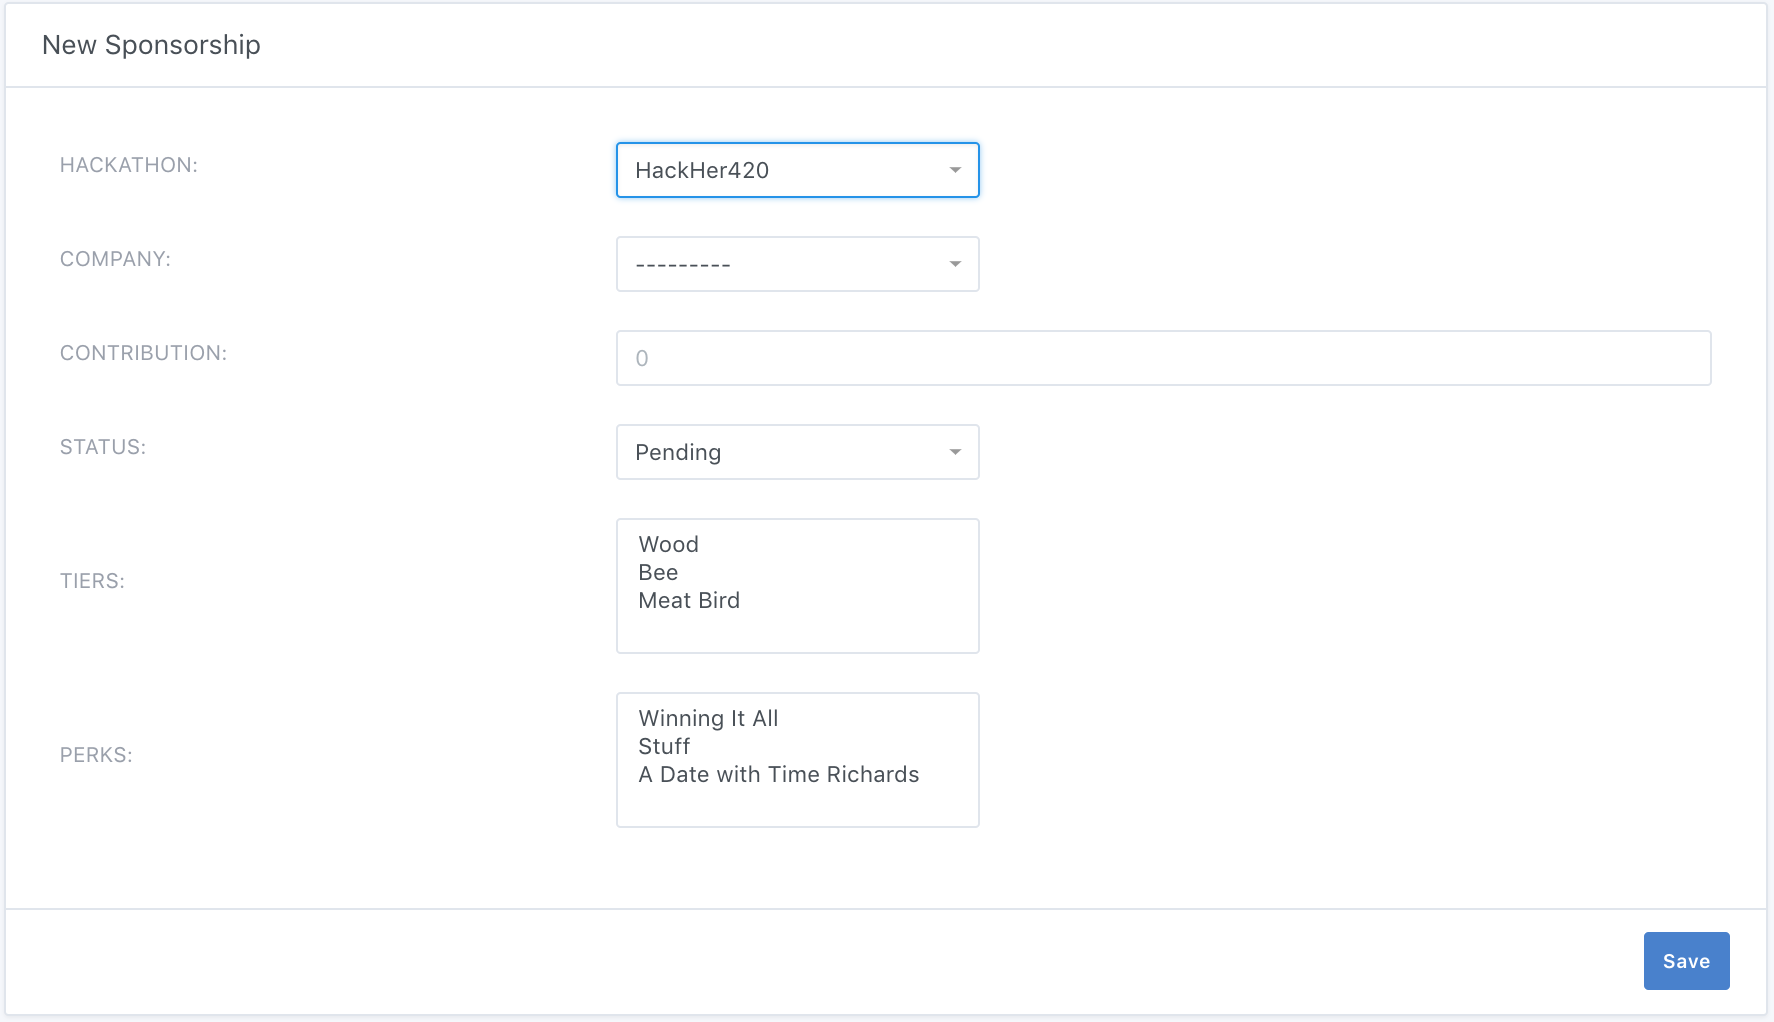 New Sponsorship
HACKATHON:
HackHer420
COMPANY:
---------
CONTRIBUTION:
0
STATUS:
Pending
TIERS:
Wood
Bee
Meat Bird
PERKS:
Winning It All
Stuff
A Date with Time Richards
Save